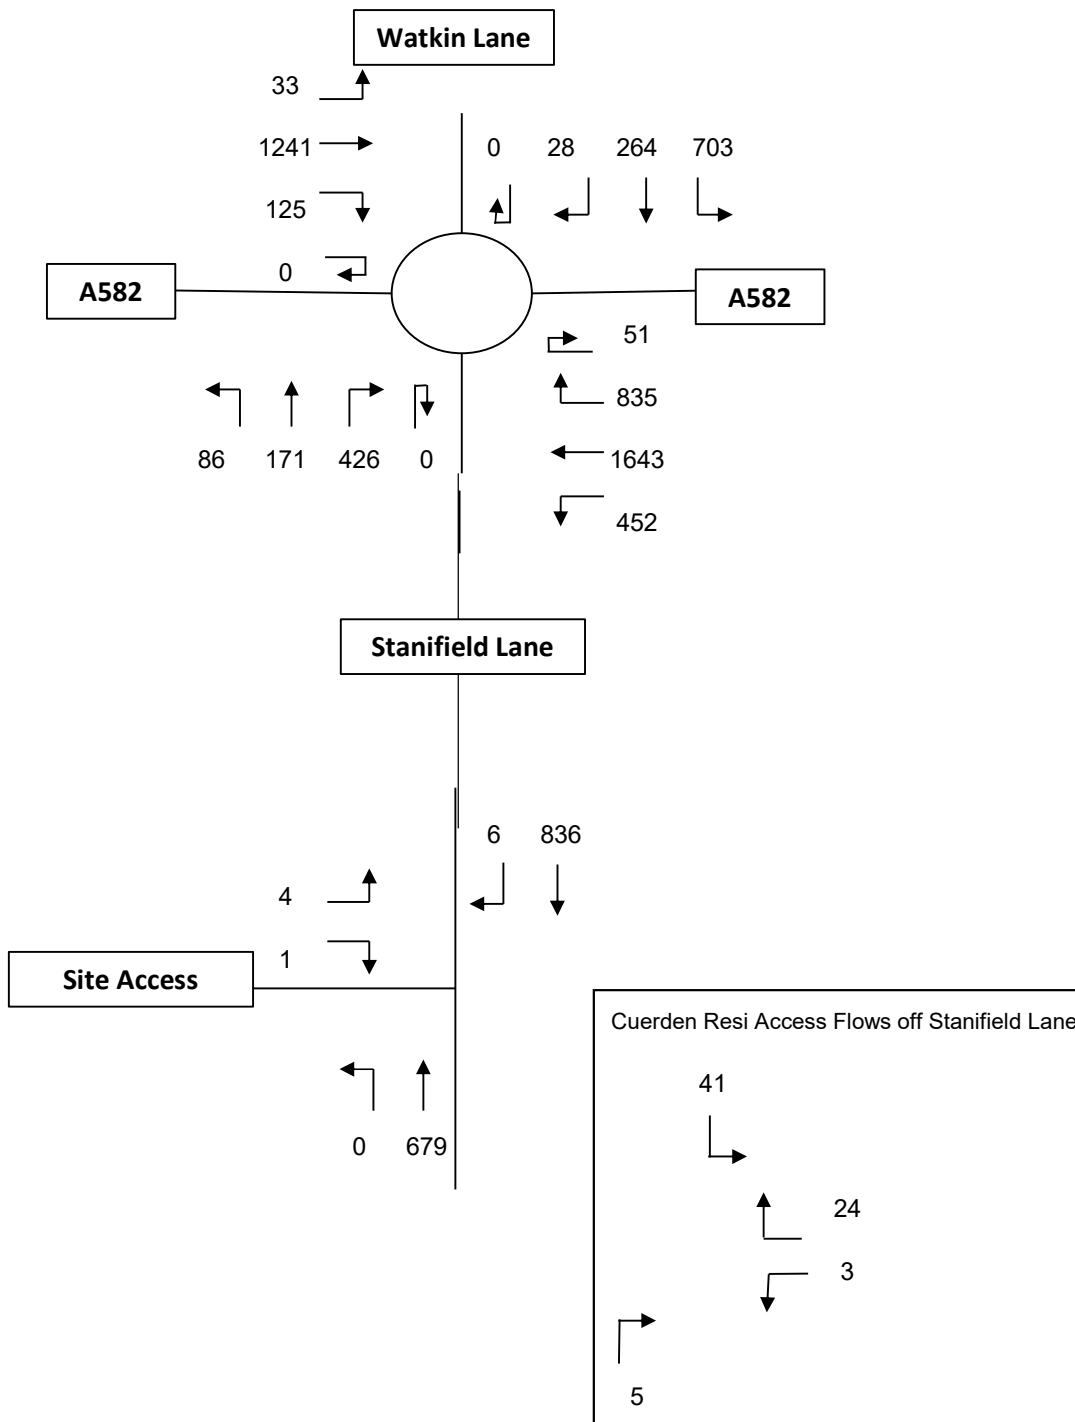 Watkin Lane
33
1241
0 28 264 703
125
0
A582
A582
51
835
86 171 426 0
1643
452
Stanifield Lane
6 836
4
1
Site Access
Cuerden Resi Access Flows off Stanifield Lane
41
0 679
24
3
5